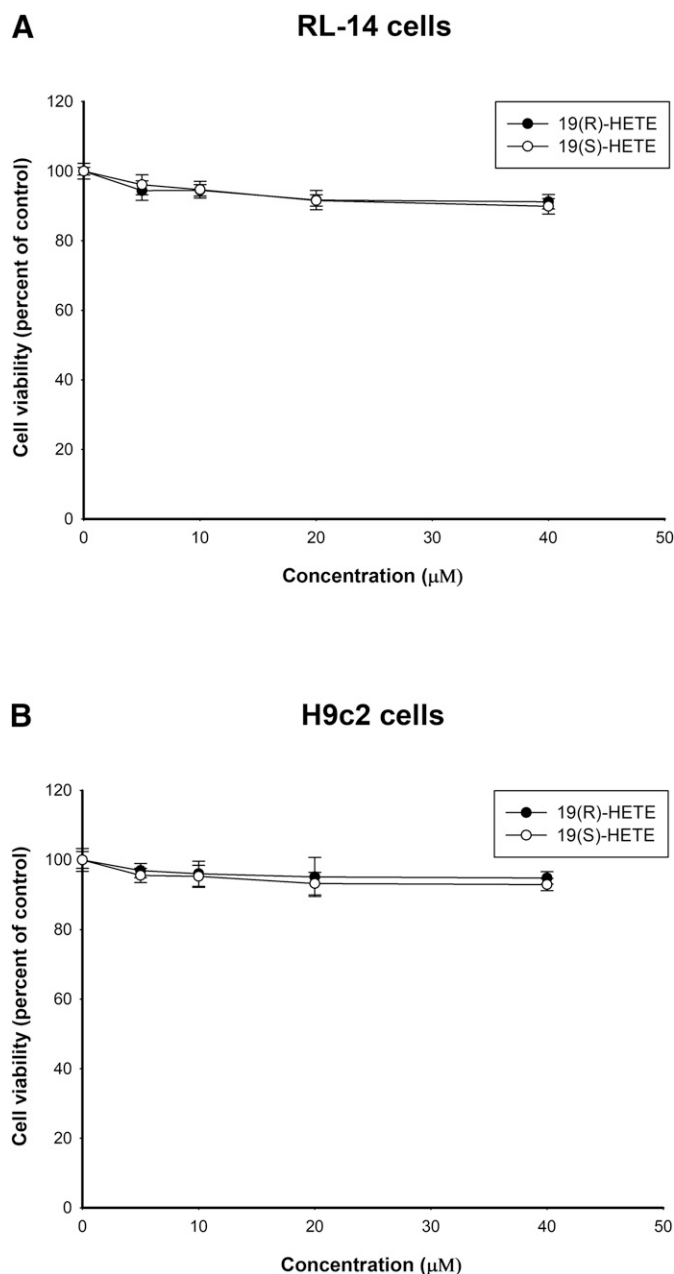 A
RL-14 cells
120
100
80
60
40
20
0
Cell viability (percent of control)
19(R)-HETE
19(S)-HETE
0
10
20
30
40
50
Concentration (μM)
B
H9c2 cells
120
100
80
60
40
20
0
Cell viability (percent of control)
19(R)-HETE
19(S)-HETE
0
10
20
30
40
50
Concentration (μM)